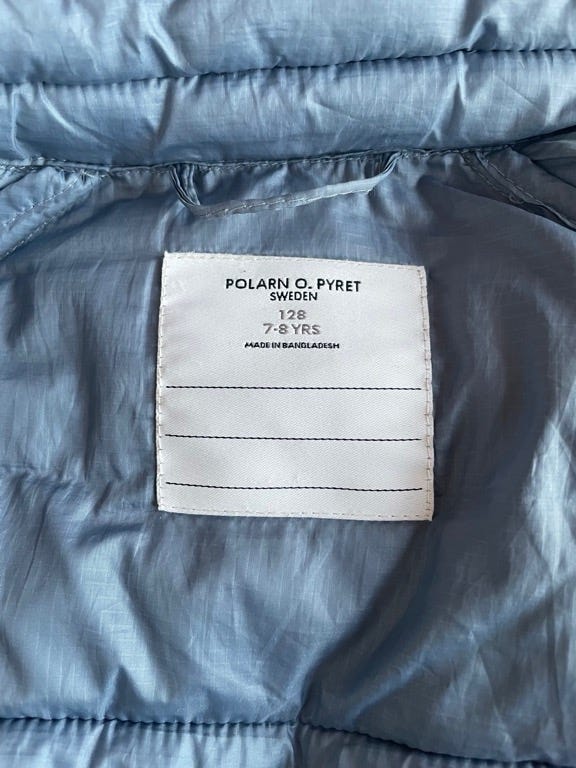 POLARN O. PYRET
SWEDEN
128
7-8 YRS
MADE IN BANGLADESH